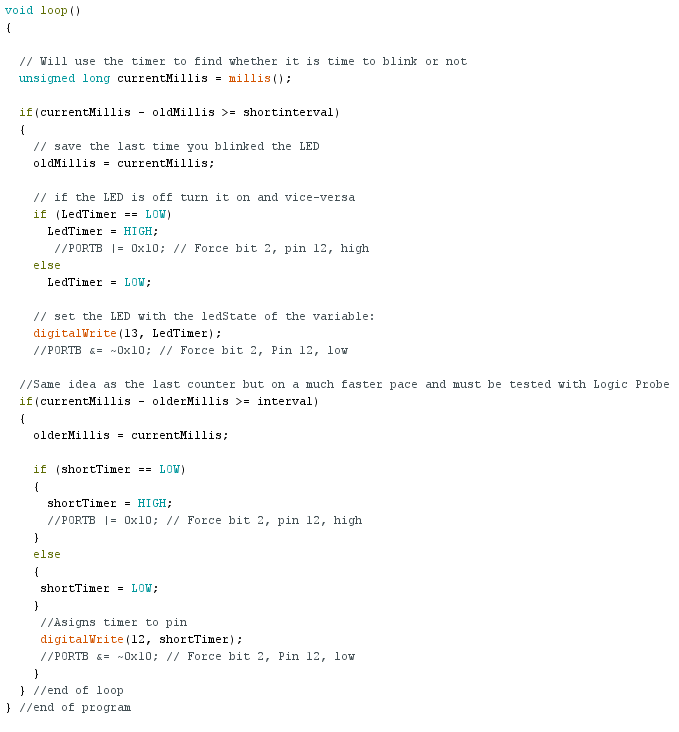 void loop()
{
// Will use the timer to find whether it is time to blink or not
unsigned long currentMillis = millis();
if(currentMillis - oldMillis >= shortinterval)
{
// save the last time you blinked the LED
oldMillis = currentMillis;
// if the LED is off turn it on and vice-versa
if (LedTimer == LOW)
LedTimer = HIGH;
//PORTB |= 0x10; // Force bit 2, pin 12, high
else
LedTimer = LOW;
// set the LED with the ledState of the variable:
digitalWrite(13, LedTimer);
//PORTB &= ~0x10; // Force bit 2, Pin 12, low
//Same idea as the last counter but on a much faster pace and must be tested with Logic Probe
if(currentMillis - olderMillis >= interval)
{
olderMillis = currentMillis;
if (shortTimer == LOW)
{
shortTimer = HIGH;
//PORTB |= 0x10; // Force bit 2, pin 12, high
}
else
{
shortTimer = LOW;
}
//Asigns timer to pin
digitalWrite(12, shortTimer);
//PORTB &= ~0x10; // Force bit 2, Pin 12, low
}
} //end of loop
} //end of program